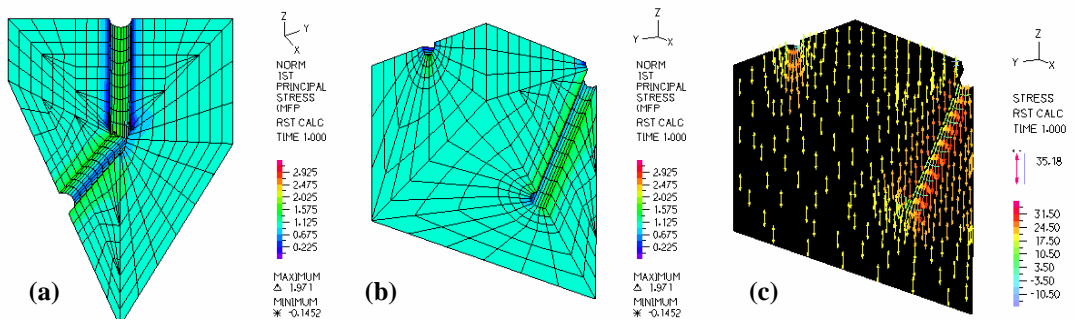 Z
Y
X
NORM
1ST
PRINCIPAL
STRESS
(MFP
RST CALC
TIME 1.000
2.925
2.475
2.025
1.575
1.125
0.675
0.225
MAXIMUM
Δ 1.971
MINIMUM
* -0.1452
(a)
Z
Y X
NORM
1ST
PRINCIPAL
STRESS
(MFP
RST CALC
TIME 1.000
2.925
2.475
2.025
1.575
1.125
0.675
0.225
MAXIMUM
Δ 1.971
MINIMUM
* -0.1452
(b)
Z
Y X
STRESS
RST CALC
TIME 1.000
35.18
31.50
24.50
17.50
10.50
3.50
-3.50
-10.50
(c)